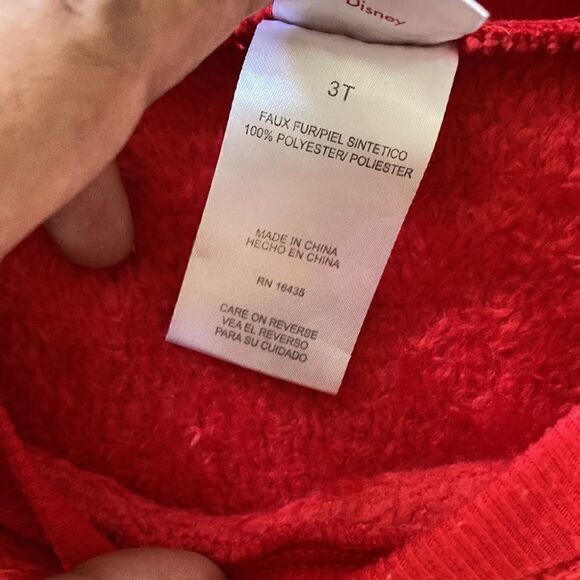 Disney
3T
FAUX FUR/PIEL SINTETICO
100% POLYESTER/ POLIESTER
MADE IN CHINA
HECHO EN CHINA
RN 16435
CARE ON REVERSE
VEA EL REVERSO
PARA SU CUIDADO